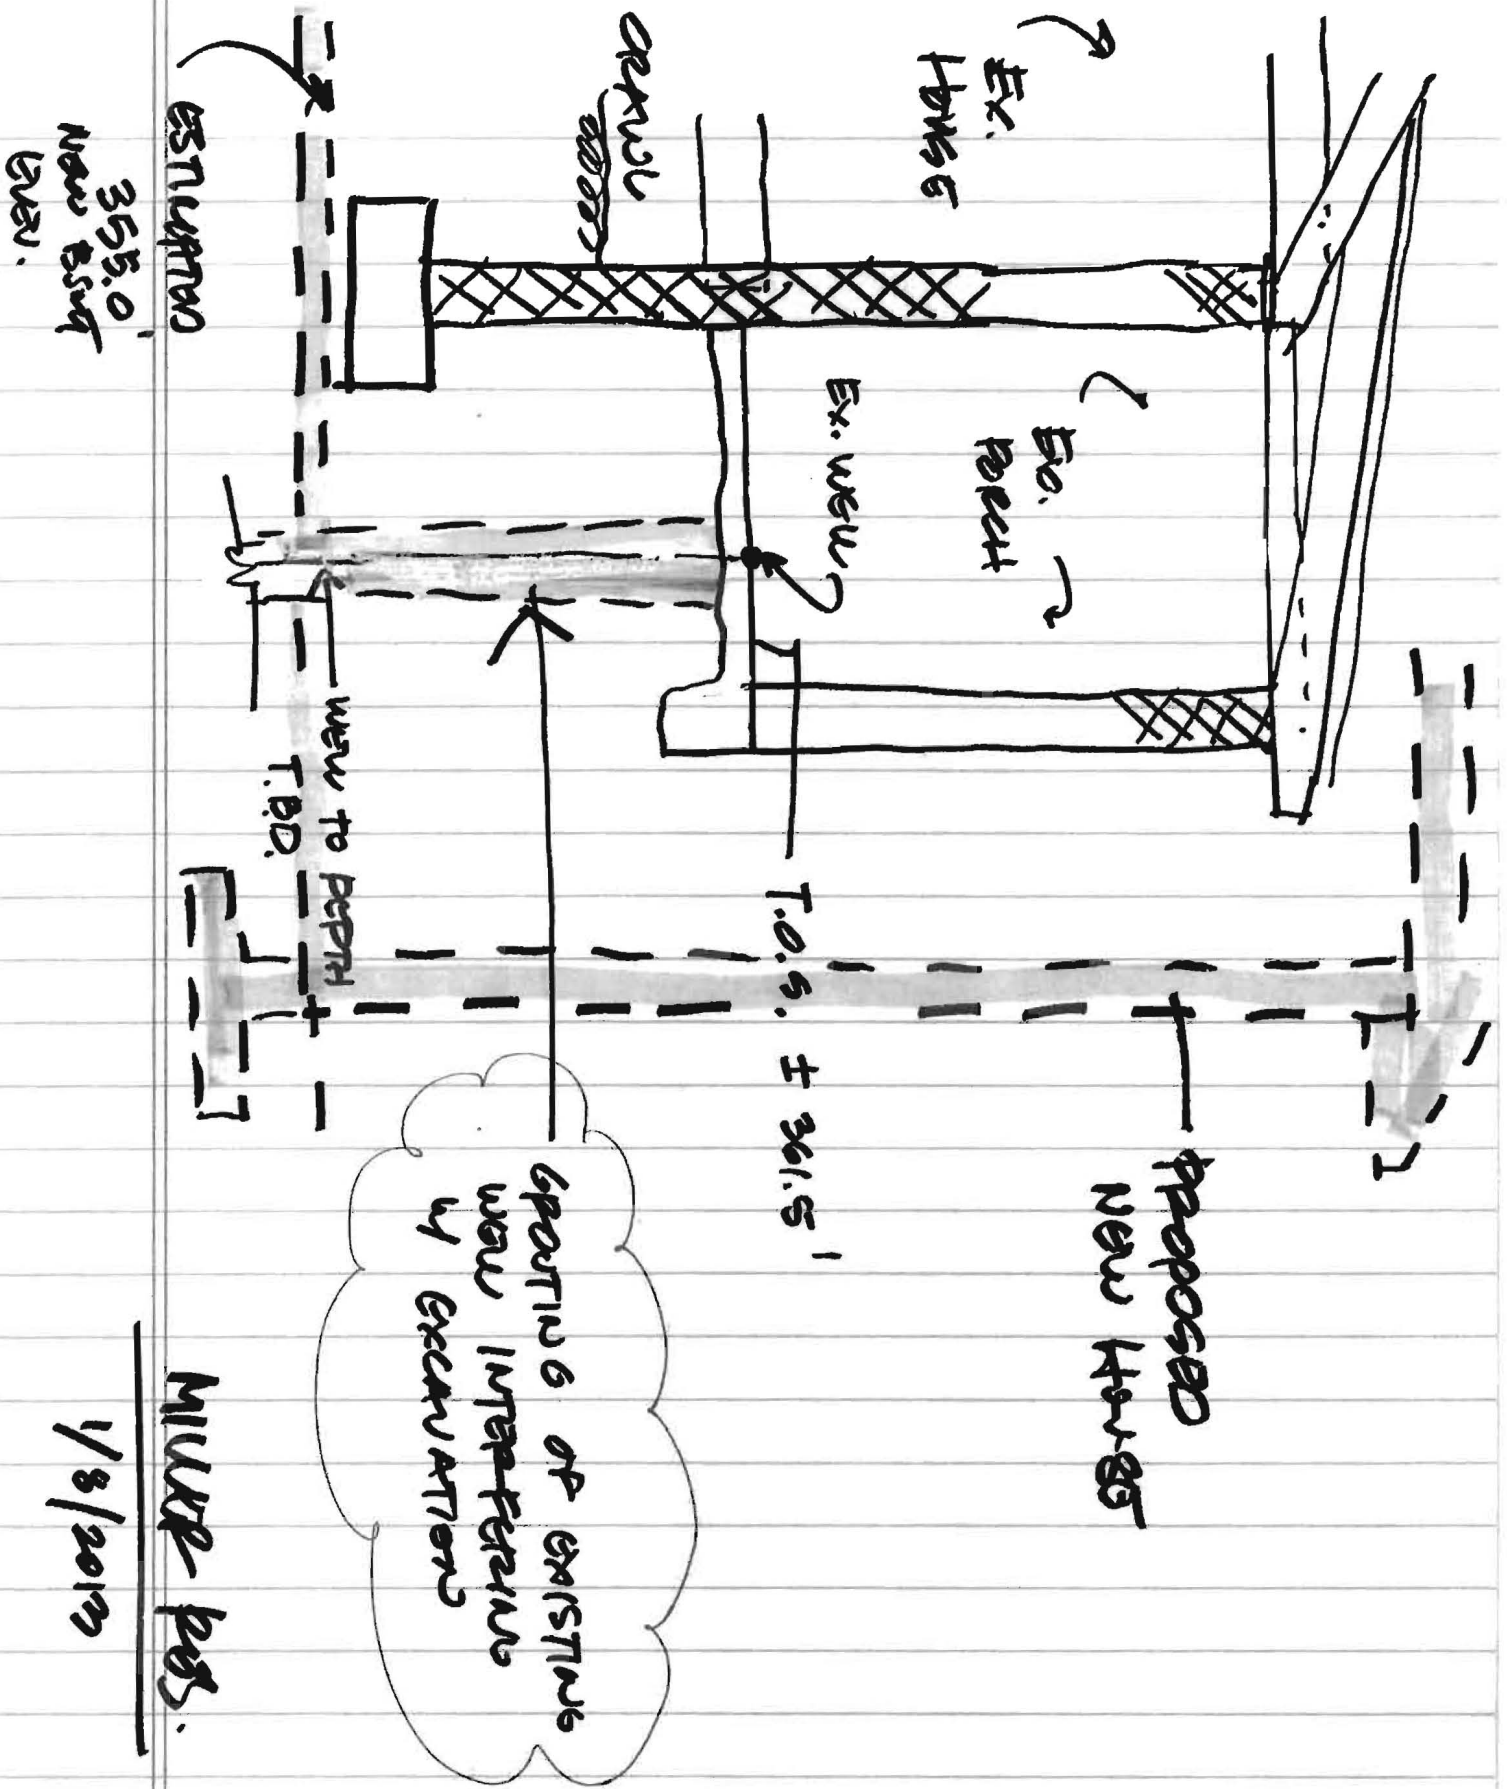 EX.
HOUSE
EX.
PORCH
CRAWL
EX. WELL
T.O.S. ± 361.5'
PROPOSED
NEW HOUSE
WELL TO DEPTH
T.B.D.
GROUTING OF EXISTING
WELL INTERFERING
W/ EXCAVATION
ESTIMATED
355.0'
NEW BSMT
ELEV.
MILLER RES.
1/8/2013